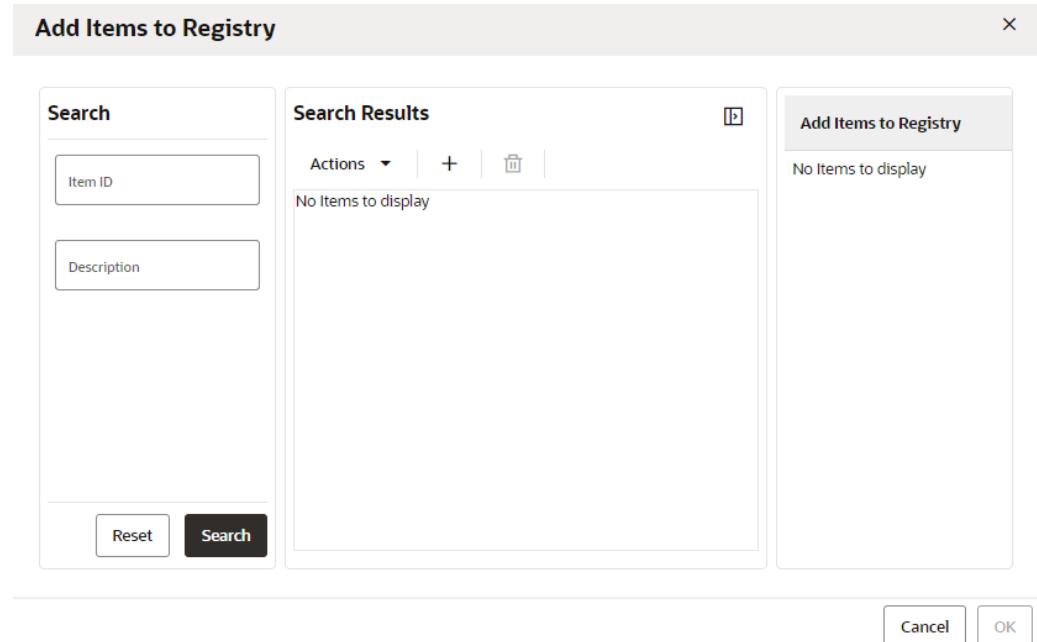 Add Items to Registry
Search
Item ID
Description
Reset
Search
Search Results
Actions
No Items to display
Add Items to Registry
No Items to display
Cancel
OK